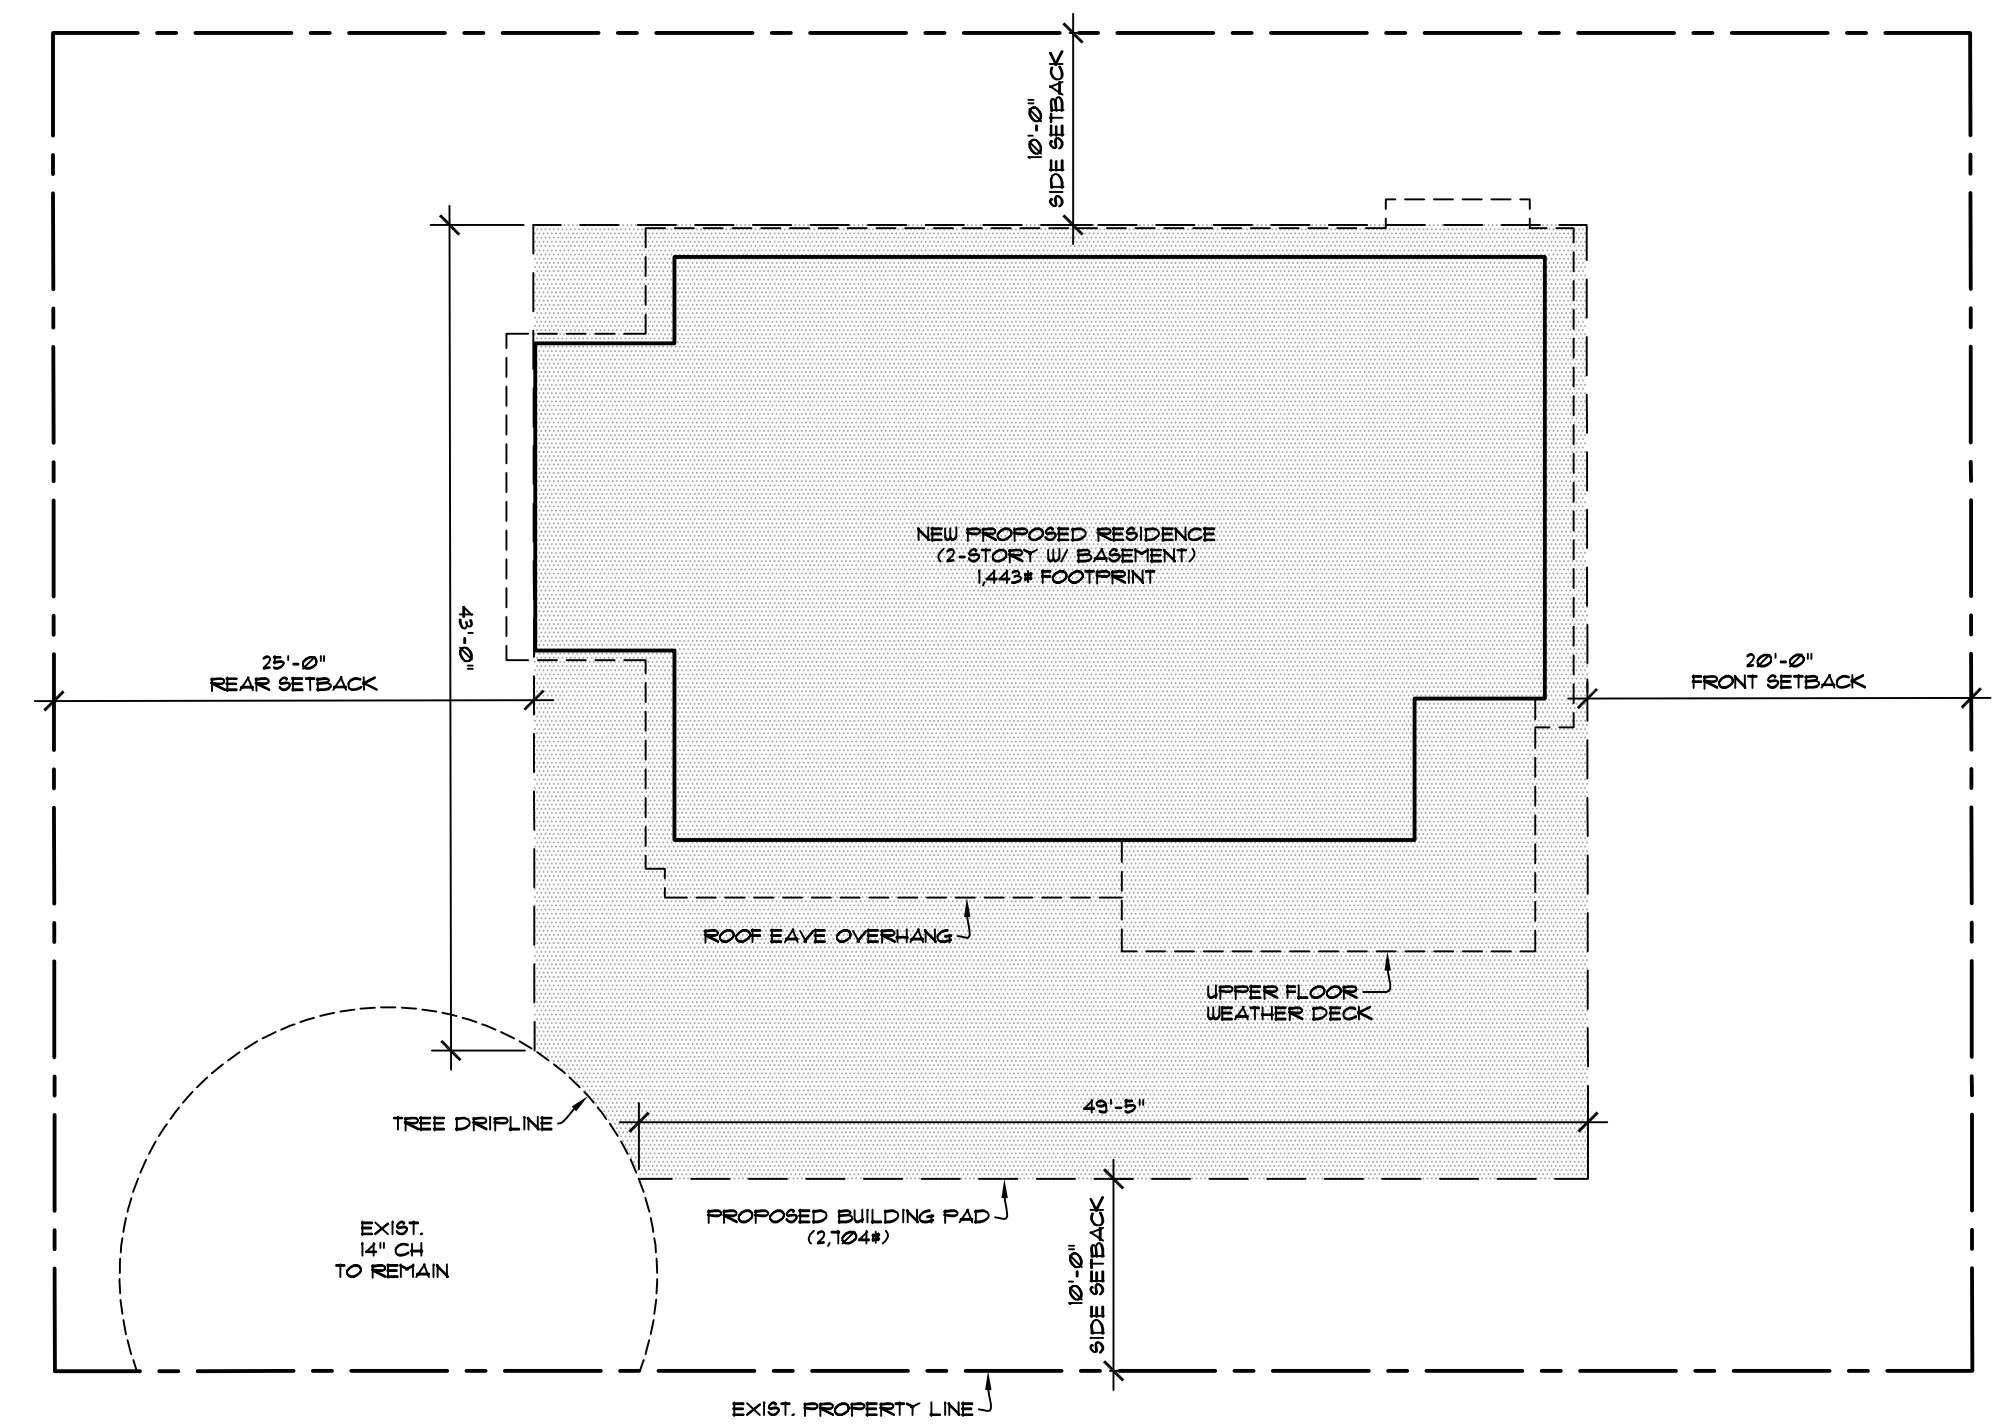 10'-0"
SIDE SETBACK
NEW PROPOSED RESIDENCE
(2-STORY W/ BASEMENT)
1,443# FOOTPRINT
43'-0"
25'-0"
REAR SETBACK
20'-0"
FRONT SETBACK
ROOF EAVE OVERHANG
UPPER FLOOR
WEATHER DECK
49'-5"
TREE DRIPLINE
PROPOSED BUILDING PAD
(2,704#)
EXIST.
14" CH
TO REMAIN
10'-0"
SIDE SETBACK
EXIST. PROPERTY LINE